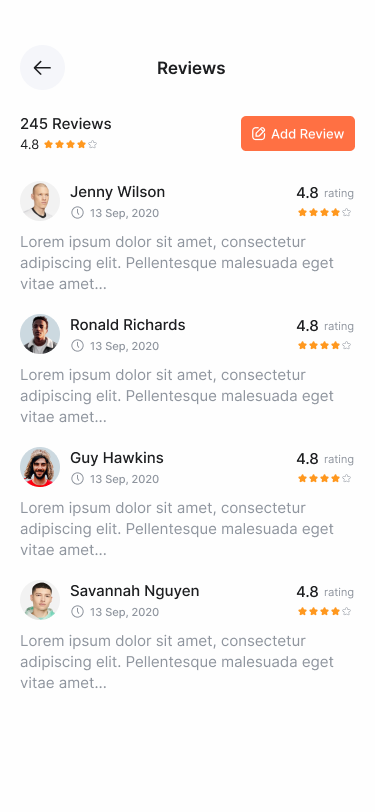 Reviews
245 Reviews
4.8
Add Review
Jenny Wilson
4.8 rating
13 Sep, 2020
Lorem ipsum dolor sit amet, consectetur
adipiscing elit. Pellentesque malesuada eget
vitae amet...
Ronald Richards
4.8 rating
13 Sep, 2020
Lorem ipsum dolor sit amet, consectetur
adipiscing elit. Pellentesque malesuada eget
vitae amet...
Guy Hawkins
4.8 rating
13 Sep, 2020
Lorem ipsum dolor sit amet, consectetur
adipiscing elit. Pellentesque malesuada eget
vitae amet...
Savannah Nguyen
4.8 rating
13 Sep, 2020
Lorem ipsum dolor sit amet, consectetur
adipiscing elit. Pellentesque malesuada eget
vitae amet...